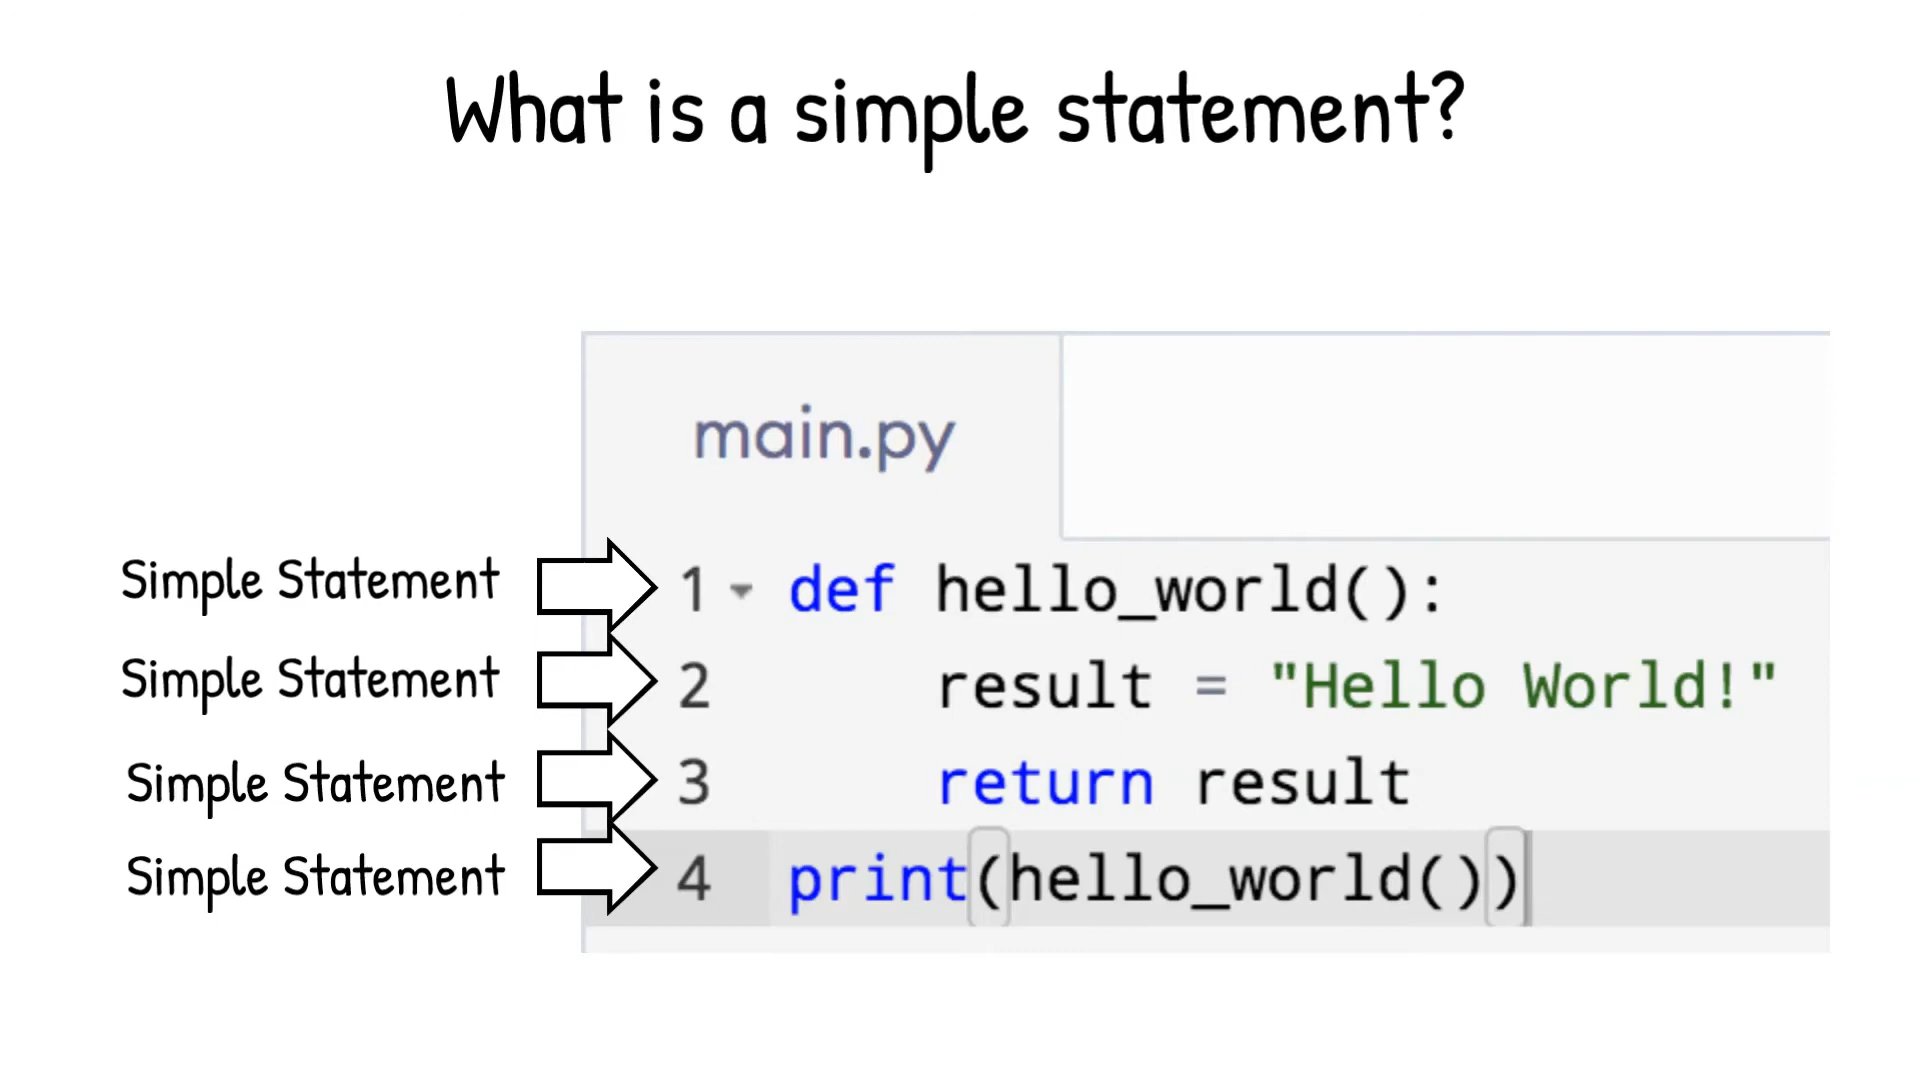 What is a simple statement?
main.py
Simple Statement 1 def hello_world():
Simple Statement 2 result = "Hello World!"
Simple Statement 3 return result
Simple Statement 4 print(hello_world())